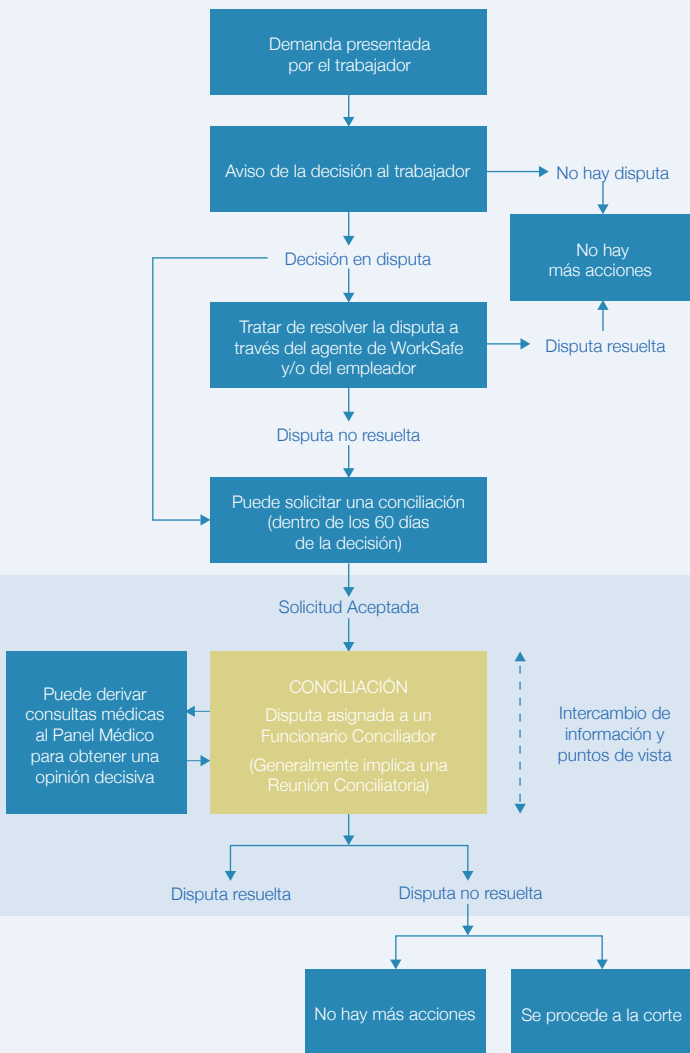 Demanda presentada
por el trabajador
Aviso de la decisión al trabajador
No hay disputa
No hay
más acciones
Decisión en disputa
Tratar de resolver la disputa a
través del agente de WorkSafe
y/o del empleador
Disputa resuelta
Disputa no resuelta
Puede solicitar una conciliación
(dentro de los 60 días
de la decisión)
Solicitud Aceptada
Puede derivar
consultas médicas
al Panel Médico
para obtener una
opinión decisiva
CONCILIACIÓN
Disputa asignada a un
Funcionario Conciliador
(Generalmente implica una
Reunión Conciliatoria)
Intercambio de
información y
puntos de vista
Disputa resuelta
Disputa no resuelta
No hay más acciones
Se procede a la corte